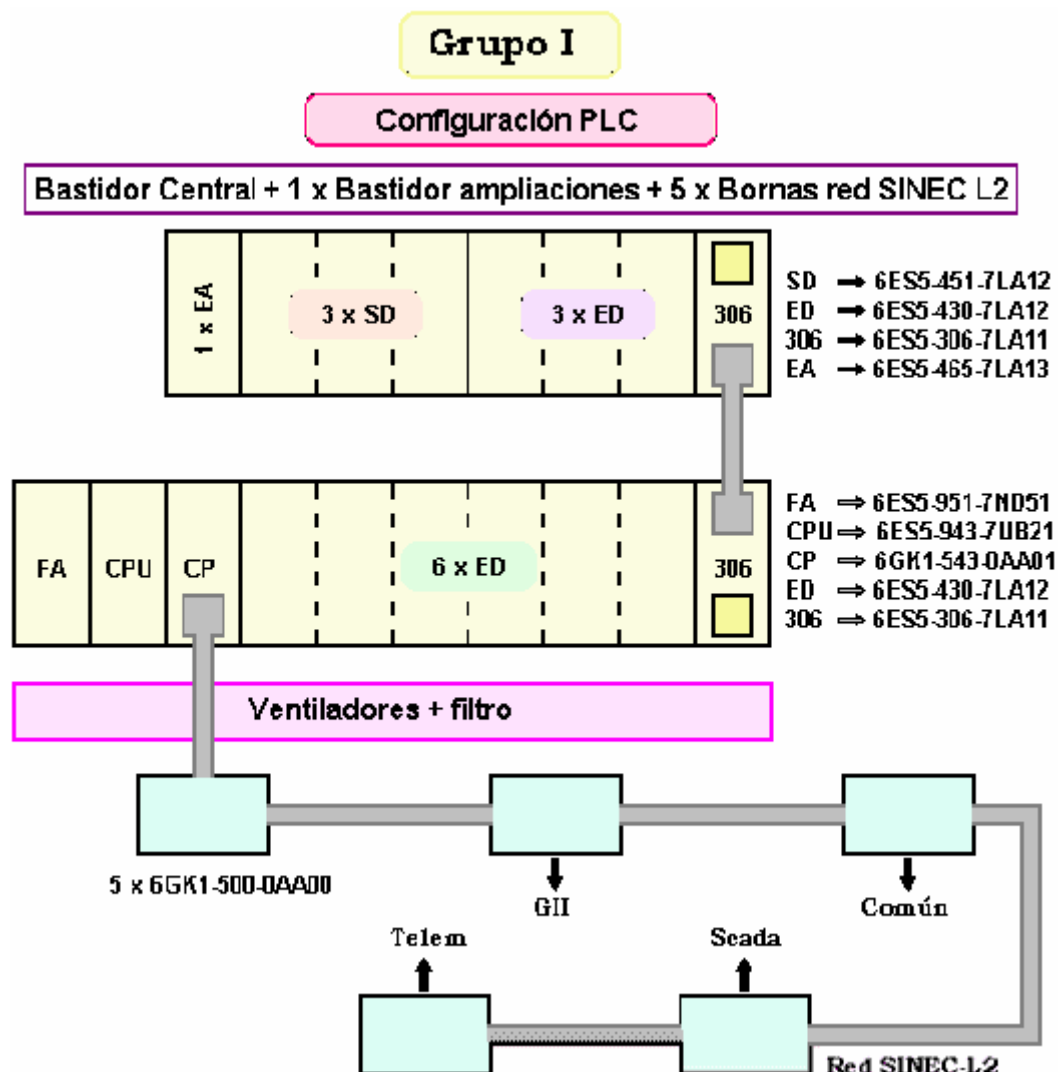 Grupo I
Configuración PLC
Bastidor Central + 1 x Bastidor ampliaciones + 5 x Bornas red SINEC L2
1 x EA
3 x SD
3 x ED
306
SD → 6ES5-451-7LA12
ED → 6ES5-430-7LA12
306 → 6ES5-306-7LA11
EA → 6ES5-465-7LA13
FA
CPU
CP
6 x ED
306
FA ⇒ 6ES5-951-7ND51
CPU ⇒ 6ES5-943-7UB21
CP ⇒ 6GK1-543-0AA01
ED ⇒ 6ES5-430-7LA12
306 ⇒ 6ES5-306-7LA11
Ventiladores + filtro
5 x 6GK1-500-0AA00
GII
Común
Telem
Scada
Red SINEC-L2